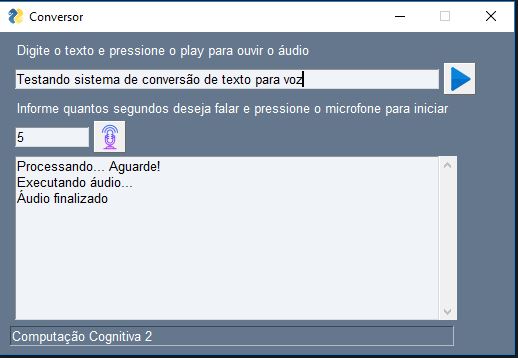 Conversor
Digite o texto e pressione o play para ouvir o áudio
Testando sistema de conversão de texto para voz
Informe quantos segundos deseja falar e pressione o microfone para iniciar
5
Processando... Aguarde!
Executando áudio...
Áudio finalizado
Computação Cognitiva 2